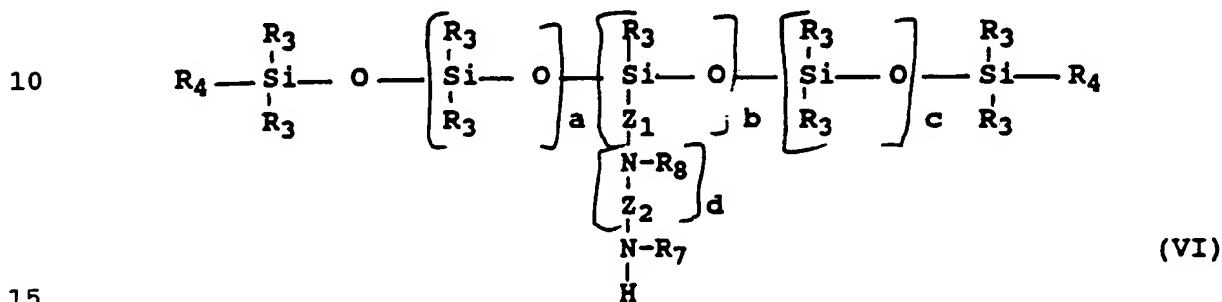 R3 R3 R3 R3 R3
10 R4 — Si — O — Si — O — Si — O — Si — O — Si — R4
R3 R3 a Z1 b R3 c R3
N-R8
Z2 d
N-R7 (VI)
H
15